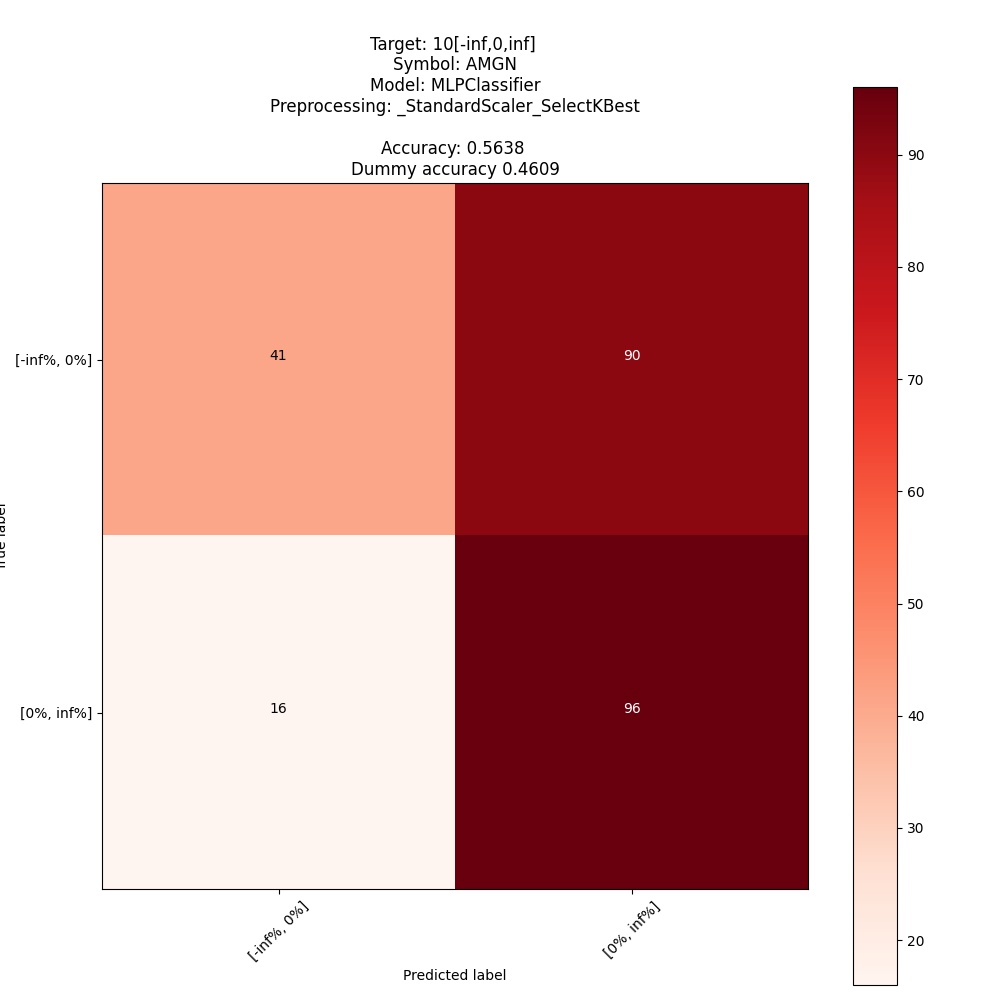 Target: 10[-inf,0,inf]
Symbol: AMGN
Model: MLPClassifier
Preprocessing: _StandardScaler_SelectKBest
Accuracy: 0.5638
Dummy accuracy 0.4609
90
80
70
60
50
40
30
20
[-inf%, 0%]
41
90
label
[0%, inf%]
16
96
[-inf%, 0%]
[0%, inf%]
Predicted label